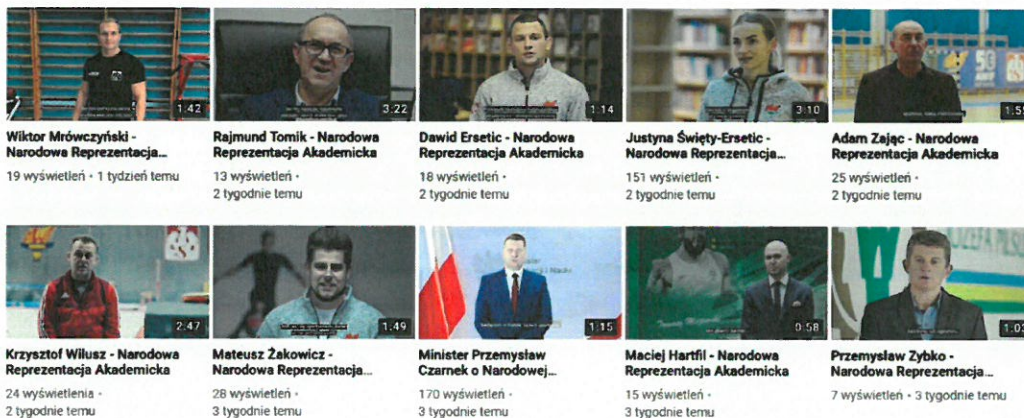 1:42
Wiktor Mrówczyński -
Narodowa Reprezentacja...
19 wyświetleń • 1 tydzień temu
3:22
Rajmund Tomik - Narodowa
Reprezentacja Akademicka
13 wyświetleń •
2 tygodnie temu
1:14
Dawid Ersetic - Narodowa
Reprezentacja Akademicka
18 wyświetleń •
2 tygodnie temu
3:10
Justyna Święty-Ersetic -
Narodowa Reprezentacja...
151 wyświetleń •
2 tygodnie temu
Adam Zając - Narodowa
Reprezentacja Akademicka
25 wyświetleń •
2 tygodnie temu
2:47
Krzysztof Wilusz - Narodowa
Reprezentacja Akademicka
24 wyświetlenia •
2 tygodnie temu
1:49
Mateusz Żakowicz -
Narodowa Reprezentacja...
28 wyświetleń •
3 tygodnie temu
i Nauki
1:15
Minister Przemysław
Czarnek o Narodowej...
170 wyświetleń •
3 tygodnie temu
0:58
Maciej Hartfil - Narodowa
Reprezentacja Akademicka
15 wyświetleń •
3 tygodnie temu
ÓZEFA PIŁSU
Przemysław Zybko -
Narodowa Reprezentacja...
7 wyświetleń • 3 tygodnie temu